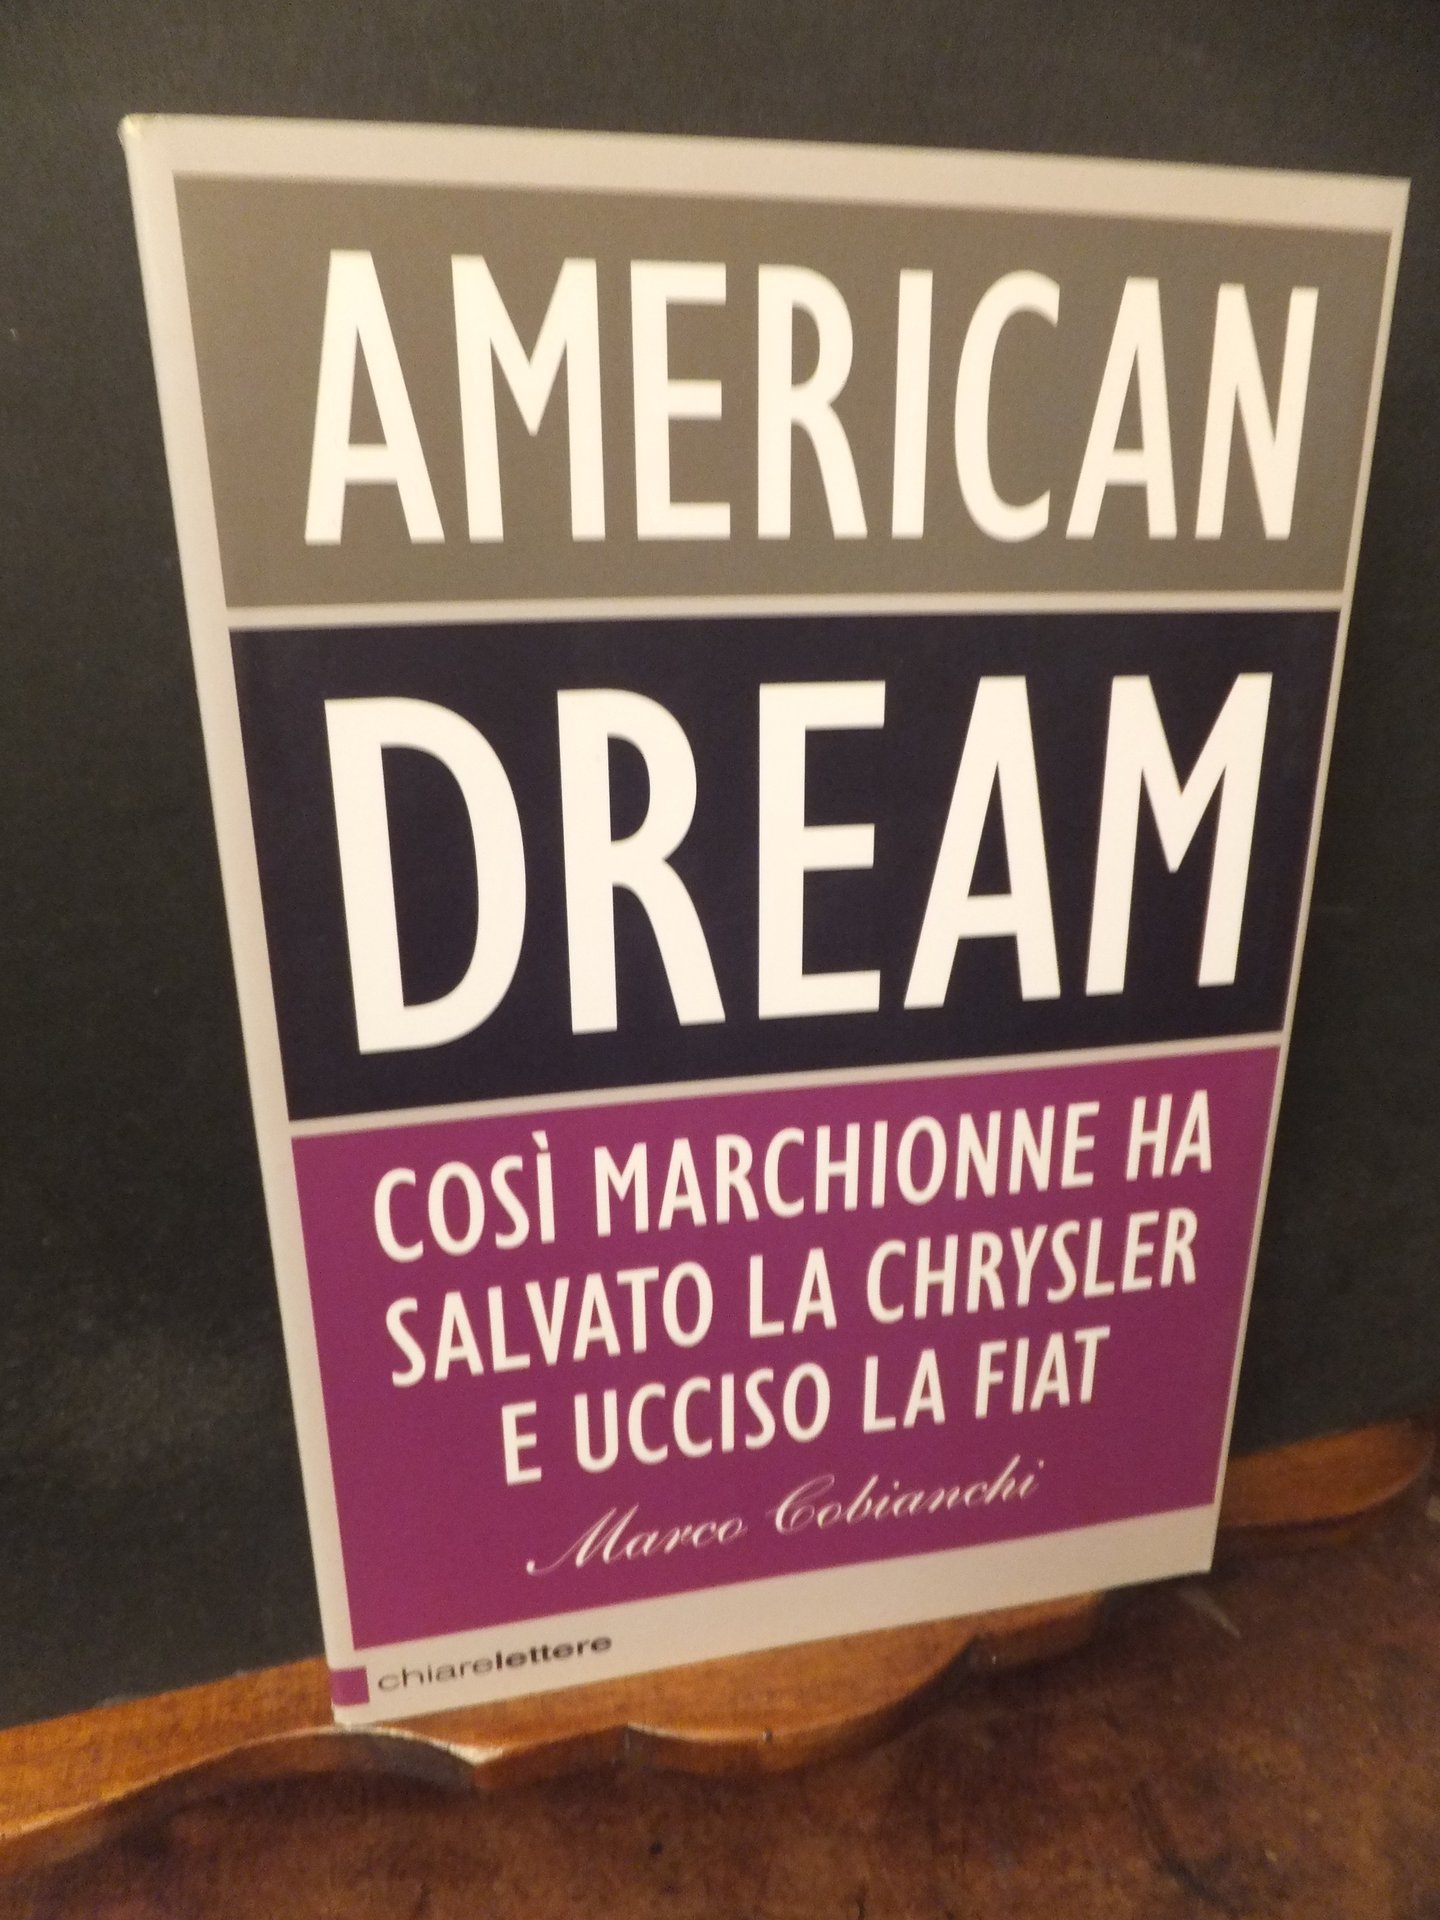 AMERICAN
DREAM
COSÌ MARCHIONNE HA
SALVATO LA CHRYSLER
E UCCISO LA FIAT
Marco Cobianchi
chiarelettere